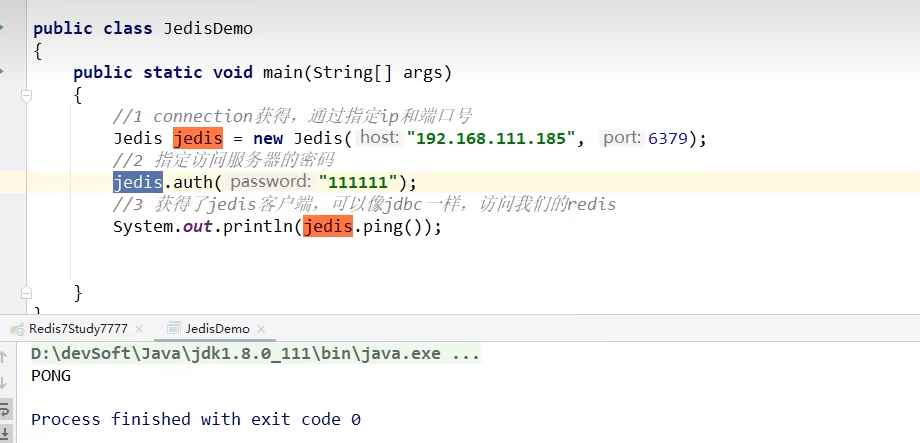 public class JedisDemo
{
public static void main(String[] args)
{
//1 connection获得，通过指定ip和端口号
Jedis jedis = new Jedis( host: "192.168.111.185", port: 6379);
//2 指定访问服务器的密码
jedis.auth( password: "111111");
//3 获得了jedis客户端，可以像jdbc一样，访问我们的redis
System.out.println(jedis.ping());
}
Redis7Study7777 × JedisDemo ×
D:\devSoft\Java\jdk1.8.0_111\bin\java.exe ...
PONG
Process finished with exit code 0